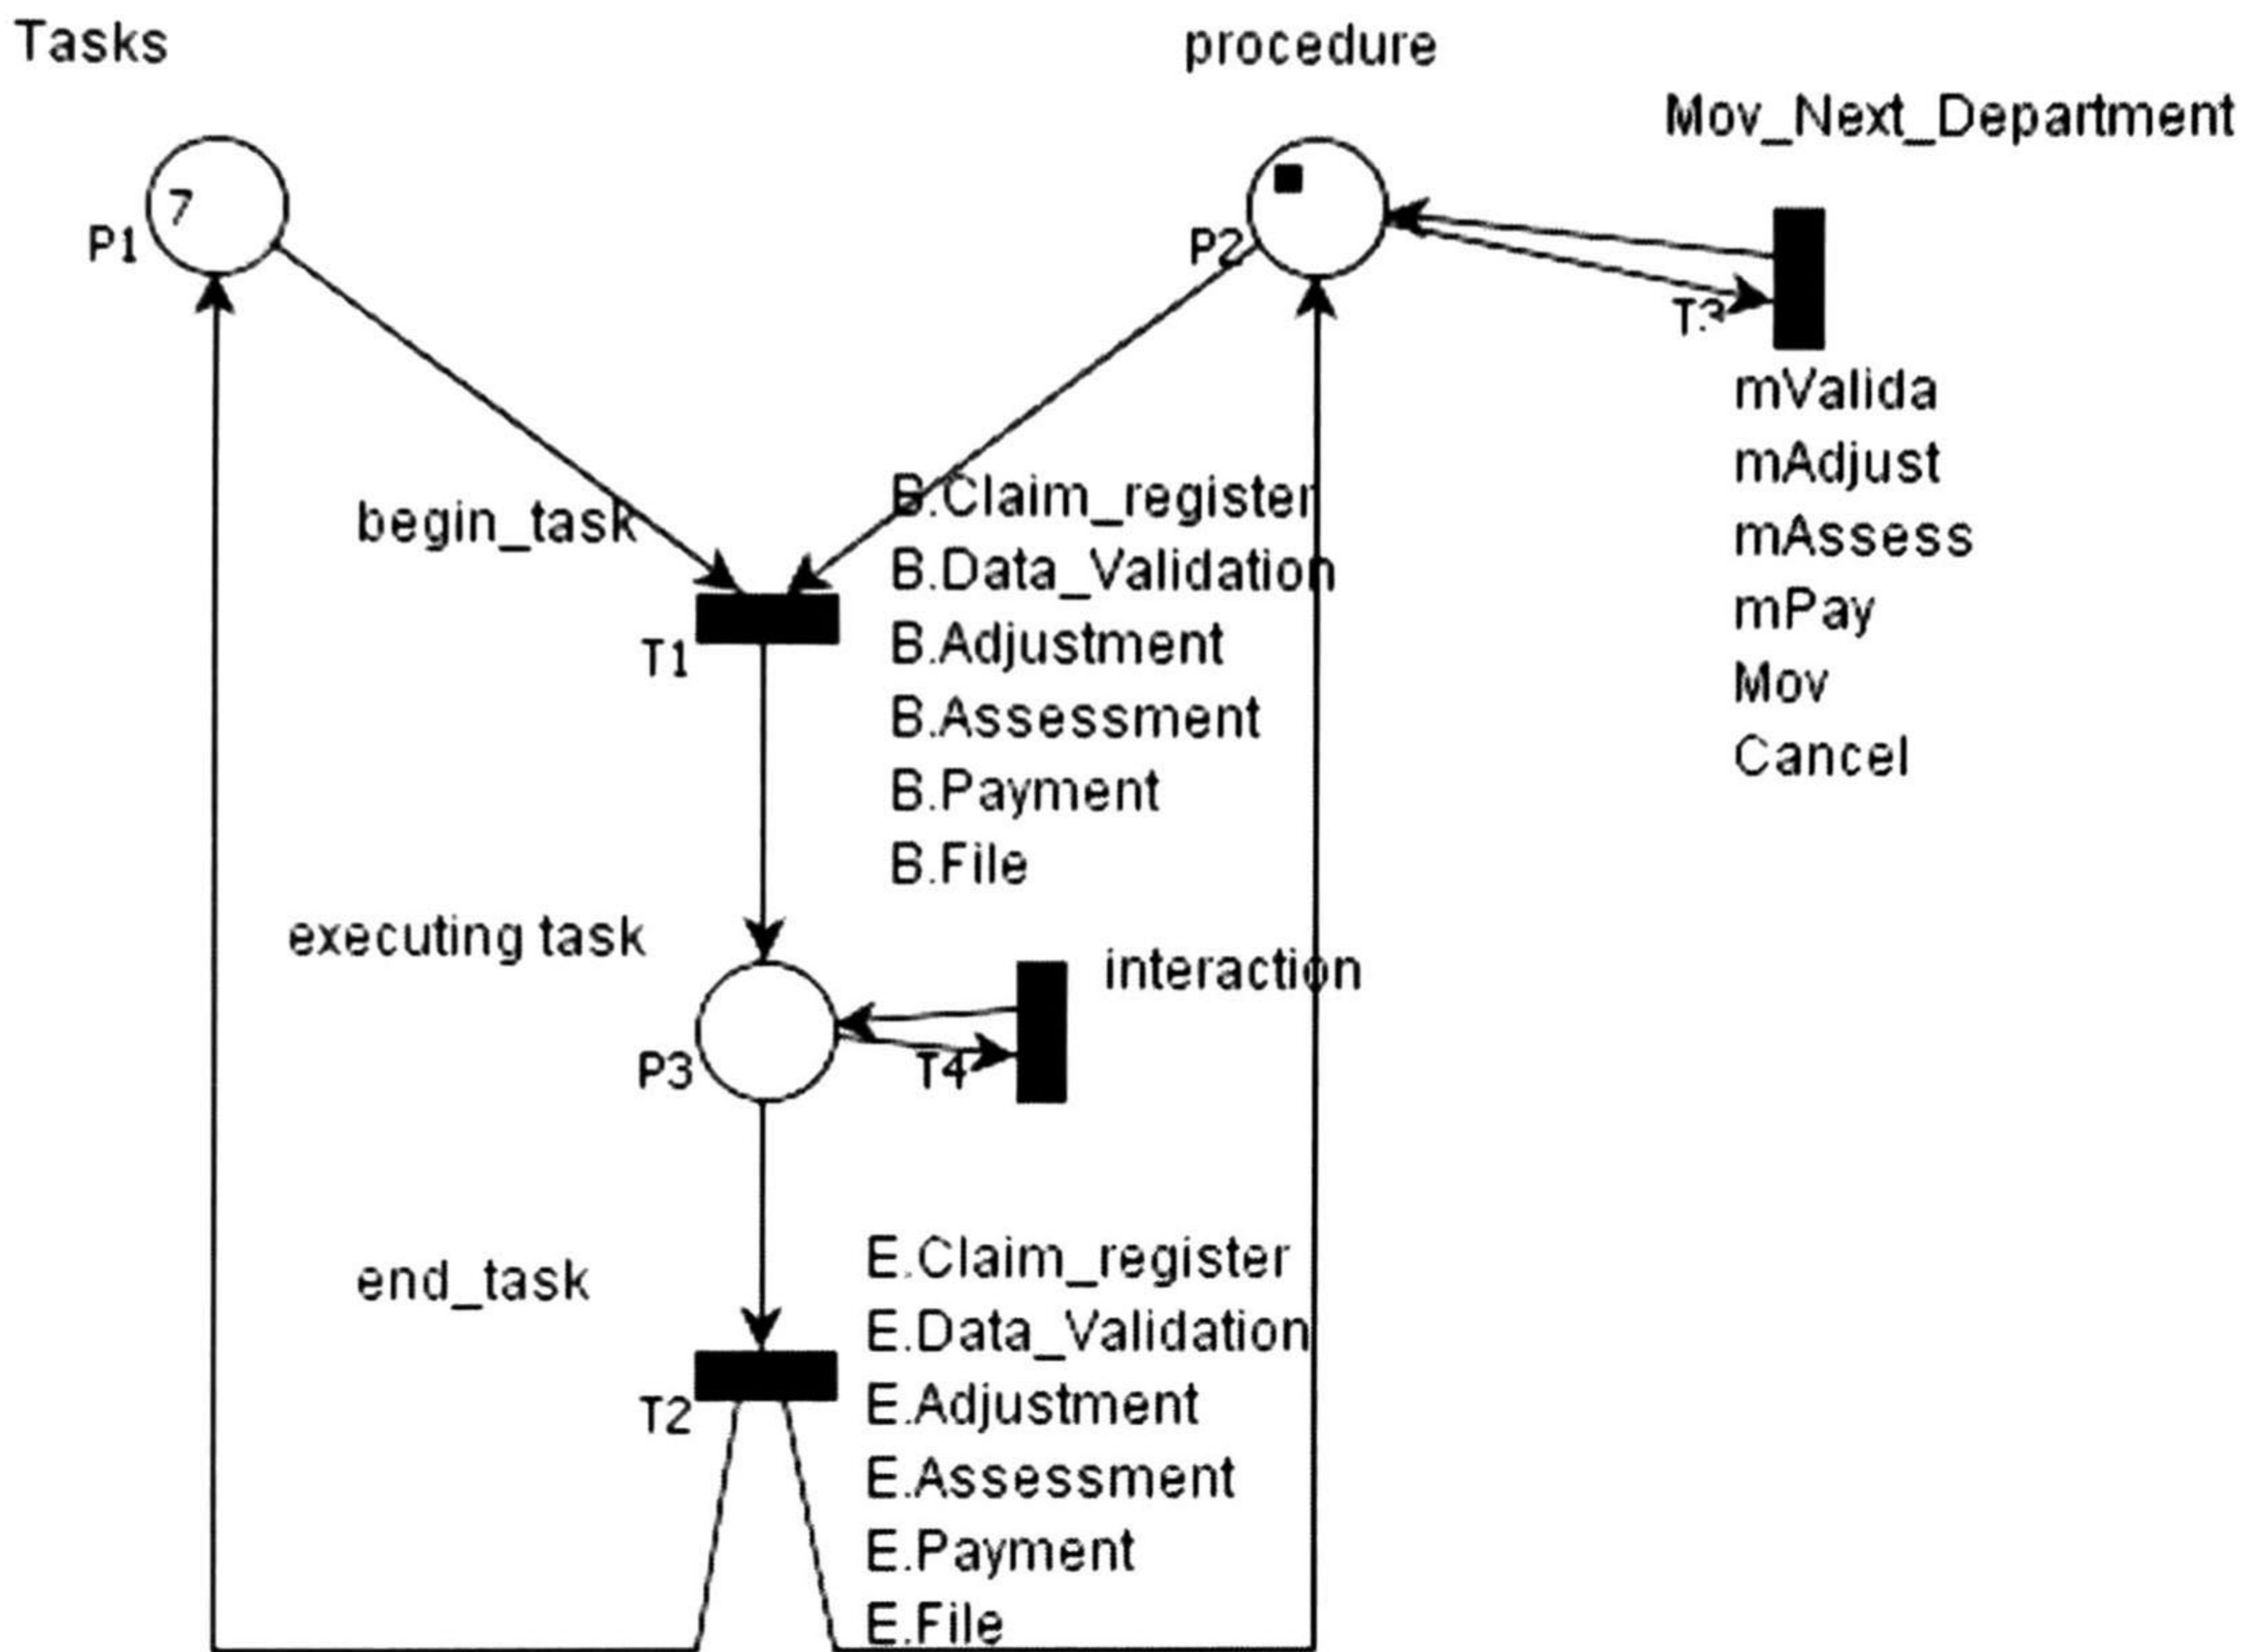 Tasks
procedure
Mov_Next_Department
7
P1
P2
T3
mValida
mAdjust
mAssess
mPay
Mov
Cancel
begin_task
B.Claim_register
B.Data_Validation
B.Adjustment
B.Assessment
B.Payment
B.File
T1
executing task
interaction
P3
T4
end_task
E.Claim_register
E.Data_Validation
E.Adjustment
E.Assessment
E.Payment
E.File
T2